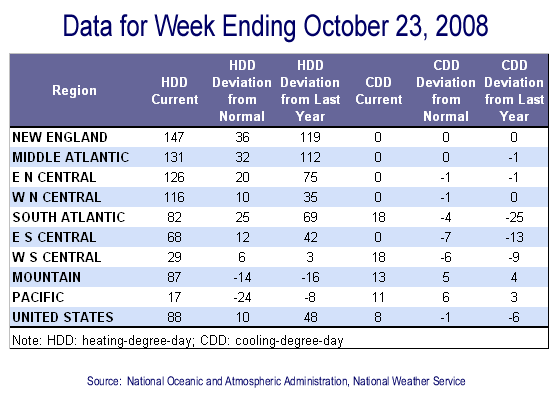 Data for Week Ending October 23, 2008
Region HDD Current HDD Deviation from Normal HDD Deviation from Last Year CDD Current CDD Deviation from Normal CDD Deviation from Last Year
NEW ENGLAND 147 36 119 0 0 0
MIDDLE ATLANTIC 131 32 112 0 0 -1
E N CENTRAL 126 20 75 0 -1 -1
W N CENTRAL 116 10 35 0 -1 0
SOUTH ATLANTIC 82 25 69 18 -4 -25
E S CENTRAL 68 12 42 0 -7 -13
W S CENTRAL 29 6 3 18 -6 -9
MOUNTAIN 87 -14 -16 13 5 4
PACIFIC 17 -24 -8 11 6 3
UNITED STATES 88 10 48 8 -1 -6
Note: HDD: heating-degree-day; CDD: cooling-degree-day
Source: National Oceanic and Atmospheric Administration, National Weather Service